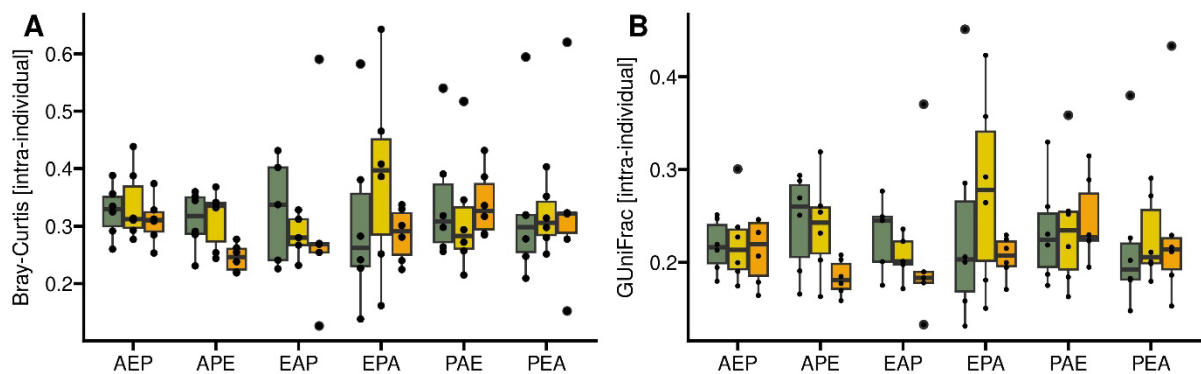 A
Bray-Curtis [intra-individual]
0.6
0.5
0.4
0.3
0.2
AEP APE EAP EPA PAE PEA
B
GUniFrac [intra-individual]
0.4
0.3
0.2
AEP APE EAP EPA PAE PEA